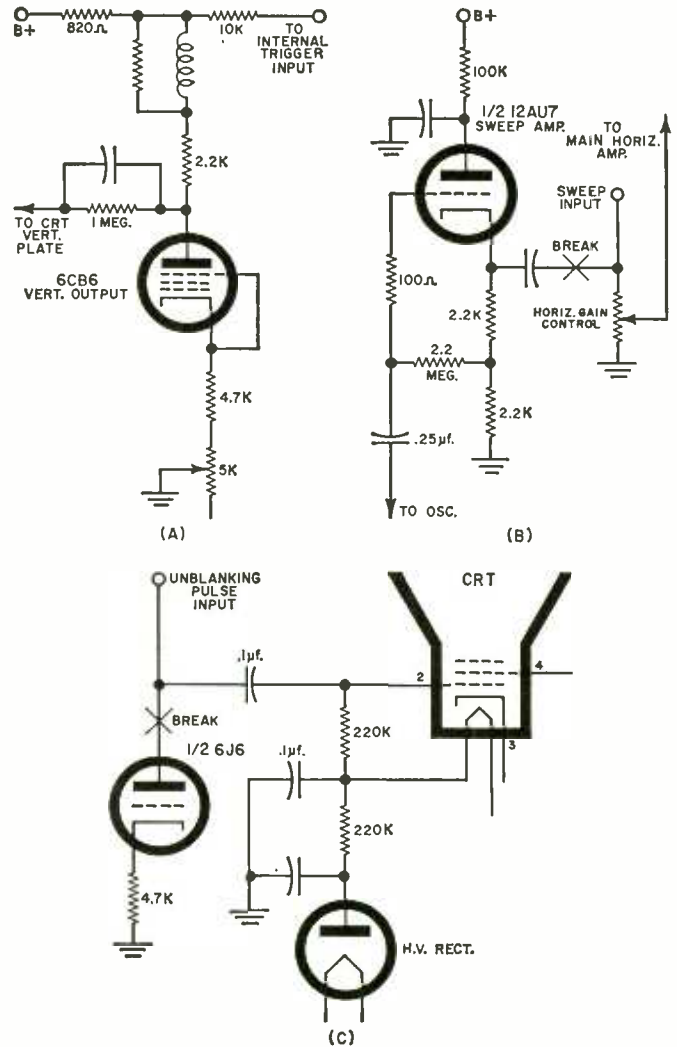 B+
820Ω
10K
TO
INTERNAL
TRIGGER
INPUT
2.2K
1 MEG.
TO CRT
VERT.
PLATE
6CB6
VERT. OUTPUT
4.7K
5K
(A)
B+
100K
1/2 12AU7
SWEEP AMP.
TO
MAIN HORIZ.
AMP.
SWEEP
INPUT
BREAK
100Ω
2.2K
HORIZ. GAIN
CONTROL
2.2
MEG.
2.2K
.25µf.
TO OSC.
(B)
UNBLANKING
PULSE
INPUT
CRT
.1µf.
2
4
3
BREAK
220K
1/2 6J6
.1µf.
220K
4.7K
H.V. RECT.
(C)